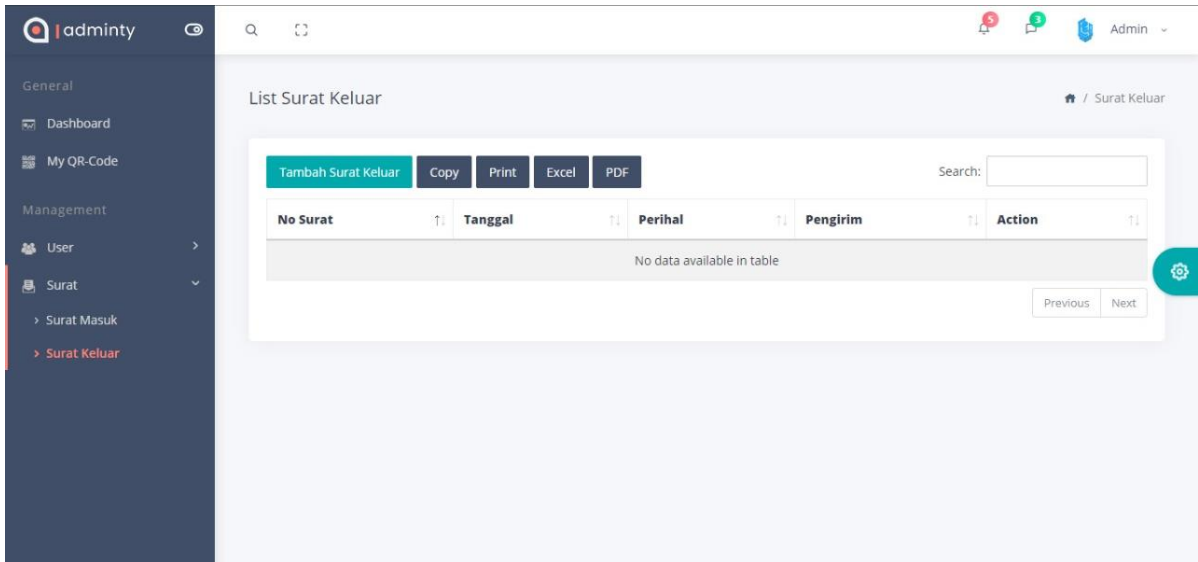 adminty
5
3
Admin
General
Dashboard
My QR-Code
Management
User
Surat
Surat Masuk
Surat Keluar
List Surat Keluar
/ Surat Keluar
Tambah Surat Keluar Copy Print Excel PDF
Search:
No Surat Tanggal Perihal Pengirim Action
No data available in table
Previous Next